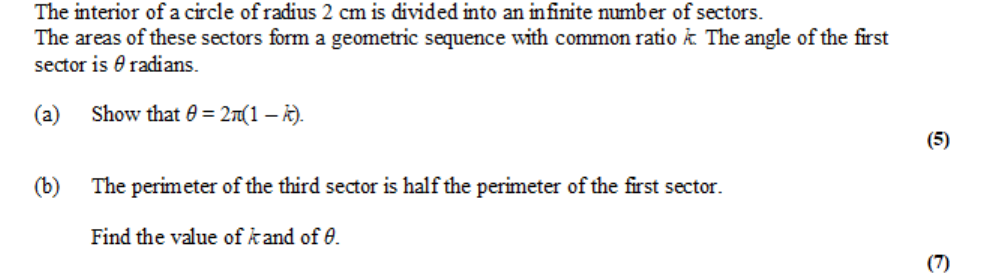 The interior of a circle of radius 2 cm is divided into an infinite number of sectors.
The areas of these sectors form a geometric sequence with common ratio k. The angle of the first
sector is θ radians.
(a) Show that θ = 2π(1 – k).
(5)
(b) The perimeter of the third sector is half the perimeter of the first sector.
Find the value of k and of θ.
(7)